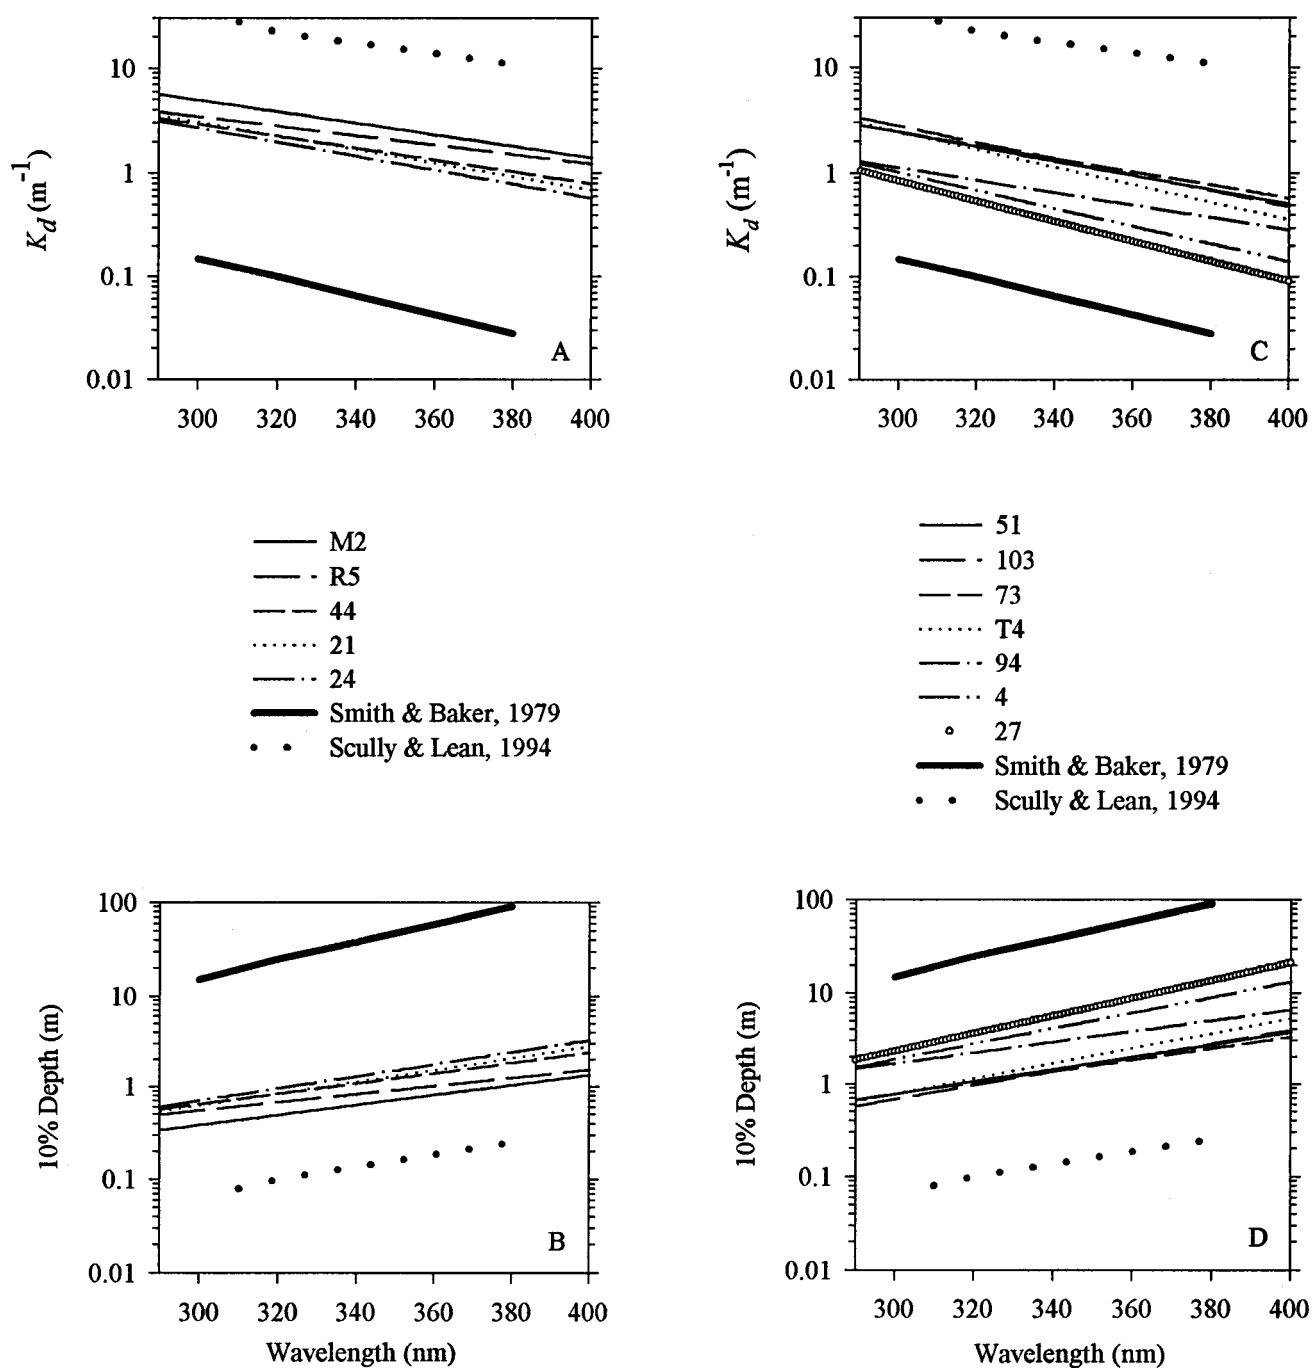 10
1
0.1
0.01
K_d (m^-1)
A
300 320 340 360 380 400
10
1
0.1
0.01
K_d (m^-1)
C
300 320 340 360 380 400
M2
R5
44
21
24
Smith & Baker, 1979
Scully & Lean, 1994
51
103
73
T4
94
4
27
Smith & Baker, 1979
Scully & Lean, 1994
100
10
1
0.1
0.01
10% Depth (m)
B
300 320 340 360 380 400
Wavelength (nm)
100
10
1
0.1
0.01
10% Depth (m)
D
300 320 340 360 380 400
Wavelength (nm)